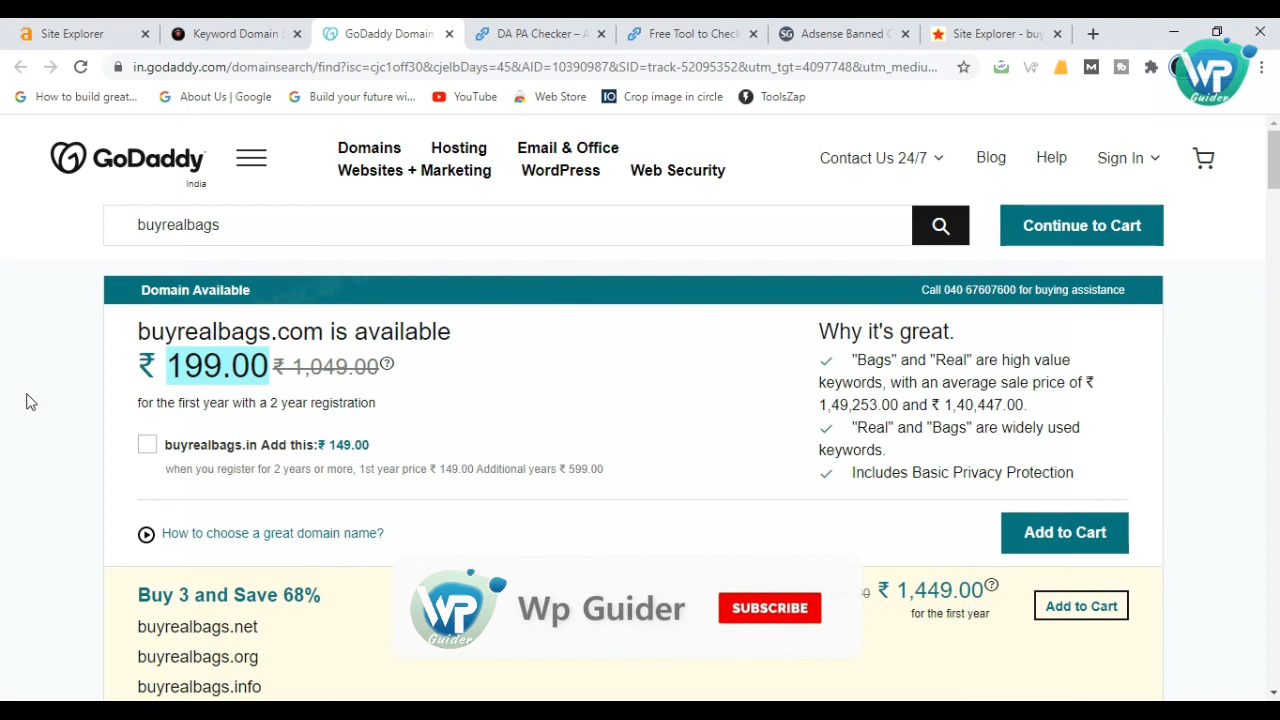 Site Explorer
Keyword Domain
GoDaddy Domain
DA PA Checker –
Free Tool to Check
Adsense Banned C
Site Explorer - buy
in.godaddy.com/domainsearch/find?isc=cjc1off30&cjelbDays=45&AID=10390987&SID=track-52095352&utm_tgt=4097748&utm_mediu...
How to build great...
About Us | Google
Build your future wi...
YouTube
Web Store
Crop image in circle
ToolsZap
WP
Guider
GoDaddy
India
Domains
Hosting
Email & Office
Websites + Marketing
WordPress
Web Security
Contact Us 24/7
Blog
Help
Sign In
buyrealbags
Continue to Cart
Domain Available
Call 040 67607600 for buying assistance
buyrealbags.com is available
₹ 199.00 ₹ 1,049.00
for the first year with a 2 year registration
buyrealbags.in Add this:₹ 149.00
when you register for 2 years or more, 1st year price ₹ 149.00 Additional years ₹ 599.00
Why it's great.
"Bags" and "Real" are high value
keywords, with an average sale price of ₹
1,49,253.00 and ₹ 1,40,447.00.
"Real" and "Bags" are widely used
keywords.
Includes Basic Privacy Protection
How to choose a great domain name?
Add to Cart
Buy 3 and Save 68%
buyrealbags.net
buyrealbags.org
buyrealbags.info
₹ 1,449.00
for the first year
Add to Cart
WP
Guider
Wp Guider
SUBSCRIBE